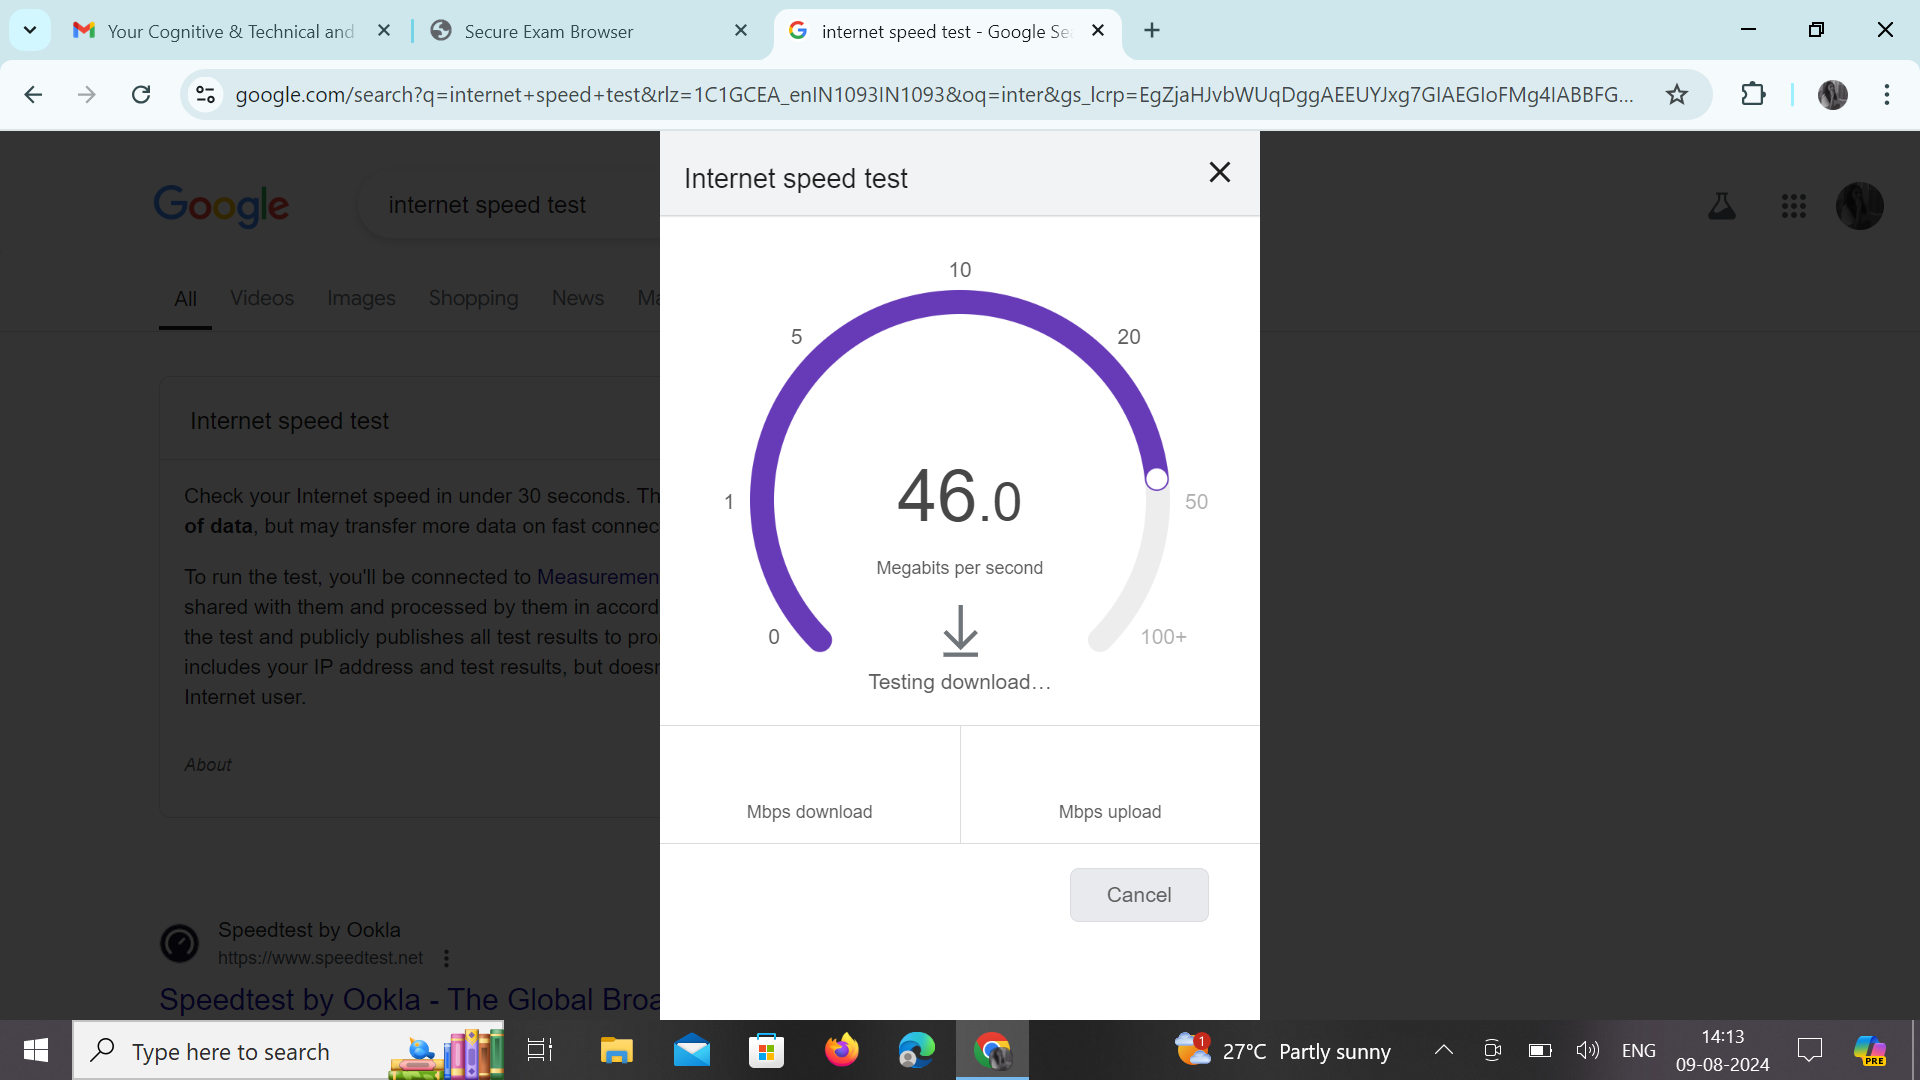 Your Cognitive & Technical and
Secure Exam Browser
internet speed test - Google Se
google.com/search?q=internet+speed+test&rlz=1C1GCEA_enIN1093IN1093&oq=inter&gs_lcrp=EgZjaHJvbWUqDggAEEUYJxg7GIAEGIoFMg4IABBFG...
Google
internet speed test
All Videos Images Shopping News Ma
Internet speed test
Check your Internet speed in under 30 seconds. Th
of data, but may transfer more data on fast connec
To run the test, you'll be connected to Measuremen
shared with them and processed by them in accord
the test and publicly publishes all test results to pro
includes your IP address and test results, but doesn
Internet user.
About
Speedtest by Ookla
https://www.speedtest.net
Speedtest by Ookla - The Global Broa
Internet speed test
10
5
20
1
50
0
100+
46.0
Megabits per second
Testing download...
Mbps download
Mbps upload
Cancel
Type here to search
1
27°C Partly sunny
ENG
14:13
09-08-2024
PRE